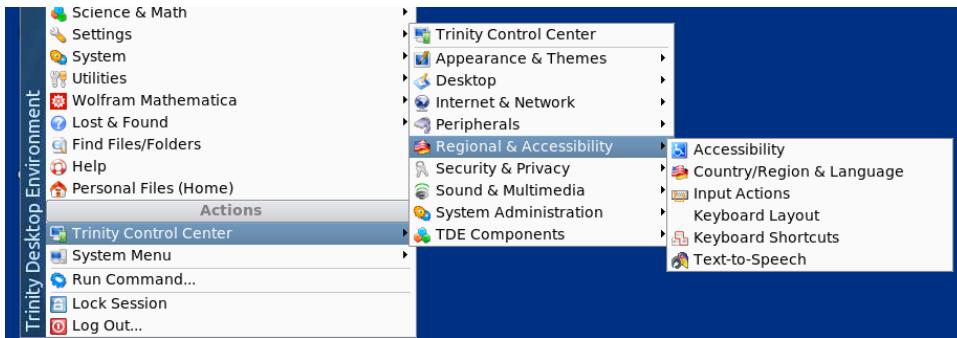 Trinity Desktop Environment
Science & Math
Settings
System
Utilities
Wolfram Mathematica
Lost & Found
Find Files/Folders
Help
Personal Files (Home)
Actions
Trinity Control Center
System Menu
Run Command...
Lock Session
Log Out...
Trinity Control Center
Appearance & Themes
Desktop
Internet & Network
Peripherals
Regional & Accessibility
Security & Privacy
Sound & Multimedia
System Administration
TDE Components
Accessibility
Country/Region & Language
Input Actions
Keyboard Layout
Keyboard Shortcuts
Text-to-Speech